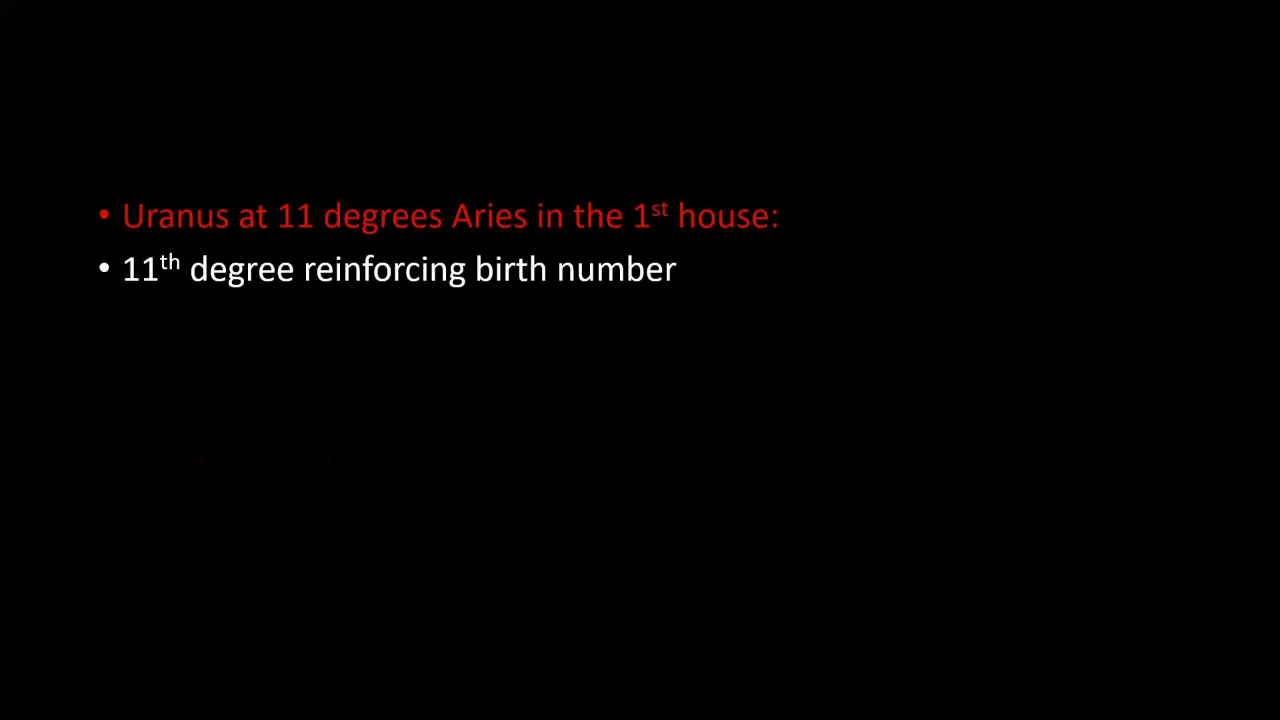 • Uranus at 11 degrees Aries in the 1st house:
• 11th degree reinforcing birth number